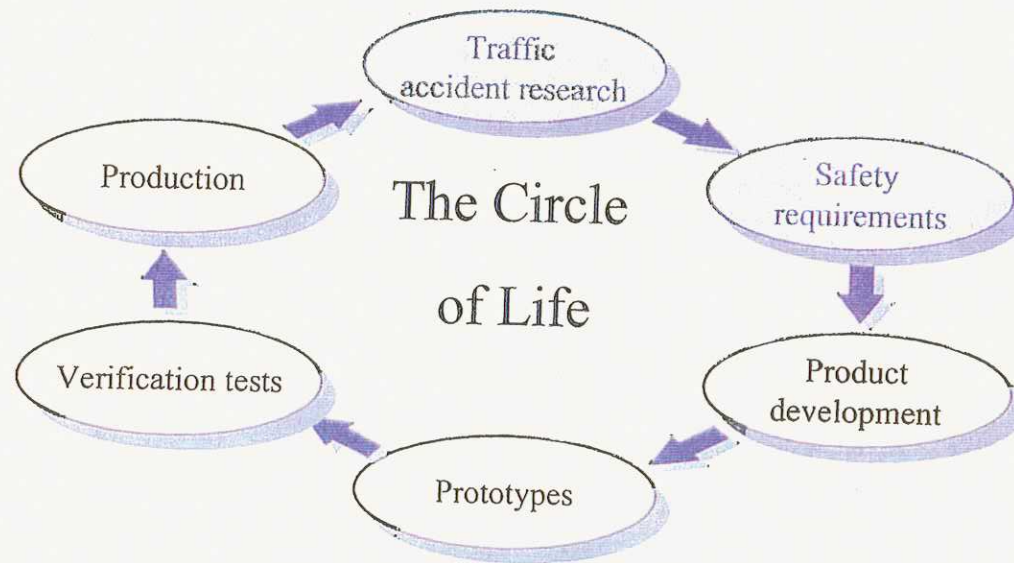 Traffic
accident research
Safety
requirements
Product
development
Prototypes
Verification tests
Production
The Circle
of Life